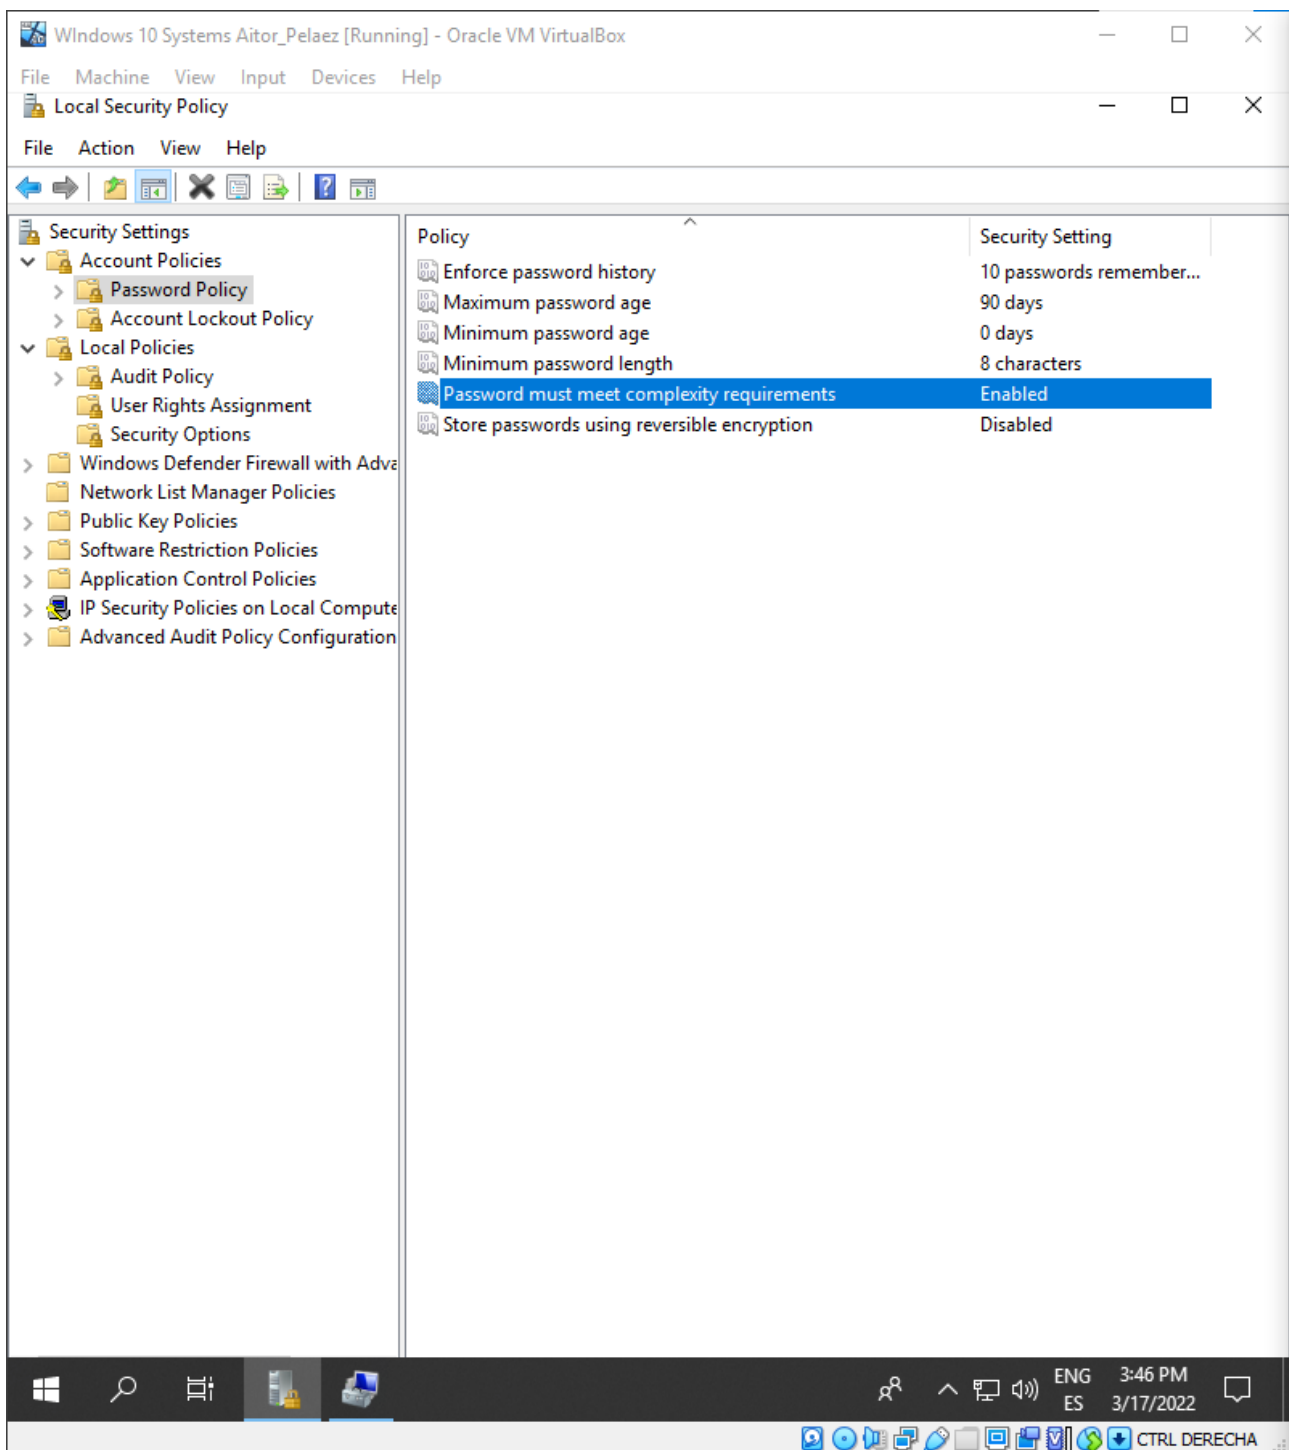 WIndows 10 Systems Aitor_Pelaez [Running] - Oracle VM VirtualBox
File Machine View Input Devices Help
Local Security Policy
File Action View Help
Security Settings
Account Policies
Password Policy
Account Lockout Policy
Local Policies
Audit Policy
User Rights Assignment
Security Options
Windows Defender Firewall with Adva
Network List Manager Policies
Public Key Policies
Software Restriction Policies
Application Control Policies
IP Security Policies on Local Compute
Advanced Audit Policy Configuration
Policy Security Setting
Enforce password history 10 passwords remember...
Maximum password age 90 days
Minimum password age 0 days
Minimum password length 8 characters
Password must meet complexity requirements Enabled
Store passwords using reversible encryption Disabled
ENG 3:46 PM
ES 3/17/2022
CTRL DERECHA